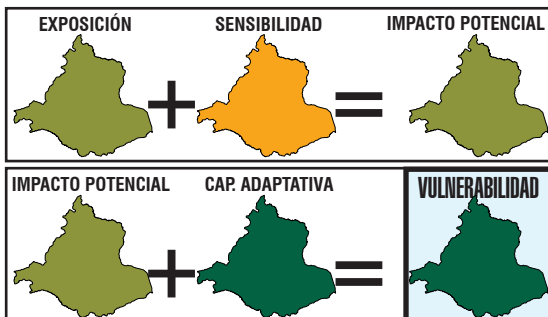 EXPOSICIÓN SENSIBILIDAD IMPACTO POTENCIAL
+ =
IMPACTO POTENCIAL CAP. ADAPTATIVA VULNERABILIDAD
+ =